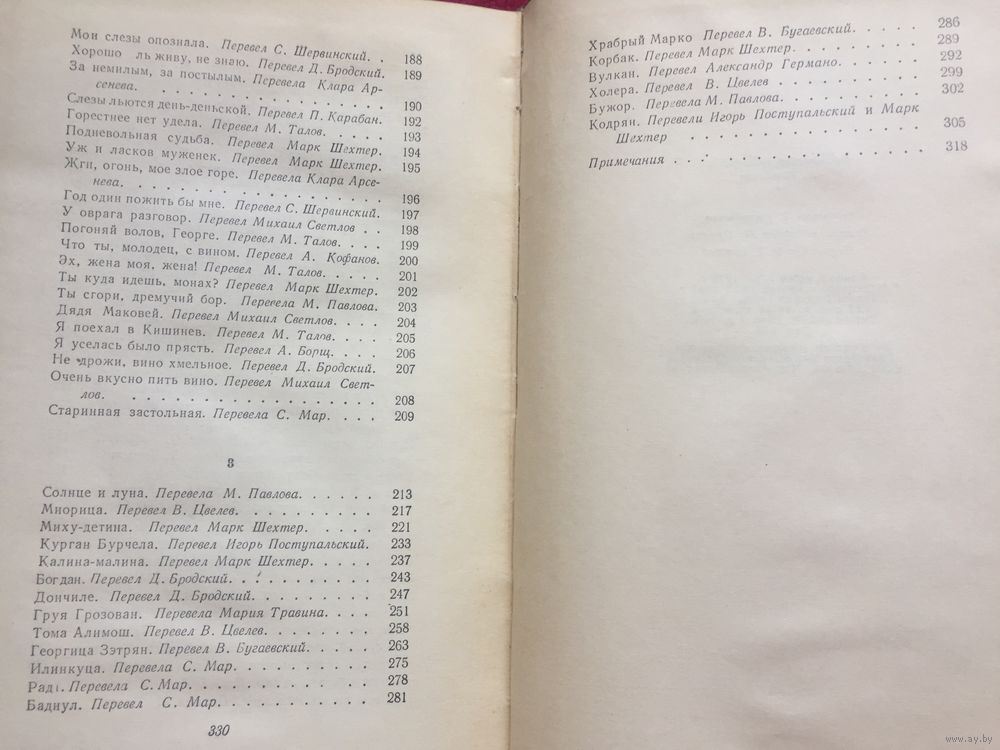 Мои слезы опознала. Перевел С. Шервинский. . 188
Хорошо ль живу, не знаю. Перевел Д. Бродский. 189
За немилым, за постылым. Перевела Клара Ар-
сенева. . . . . . . . . . . . . . . 190
Слезы льются день-деньской. Перевел П. Карабан. 192
Горестнее нет удела. Перевел М. Талов. . . . . 193
Подневольная судьба. Перевел Марк Шехтер. 194
Уж и ласков муженек. Перевел Марк Шехтер. 195
Жги, огонь, мое злое горе. Перевела Клара Арсе-
нева. . . . . . . . . . . . . . . . 196
Год один пожить бы мне. Перевел С. Шервинский. 197
У оврага разговор. Перевел Михаил Светлов . . 198
Погоняй волов, Георге. Перевел М. Талов. . . . 199
Что ты, молодец, с вином. Перевел А. Кофанов. 200
Эх, жена моя, жена! Перевел М. Талов. . . . . 201
Ты куда идешь, монах? Перевел Марк Шехтер. 202
Ты сгори, дремучий бор. Перевела М. Павлова. 203
Дядя Маковей. Перевел Михаил Светлов. . . . 204
Я поехал в Кишинев. Перевел М. Талов. . . . . 205
Я уселась было прясть. Перевел А. Борщ. . . . 206
Не дрожи, вино хмельное. Перевел Д. Бродский. 207
Очень вкусно пить вино. Перевел Михаил Свет-
лов. . . . . . . . . . . . . . . . 208
Старинная застольная. Перевела С. Мар. . . . 209
3
Солнце и луна. Перевела М. Павлова. . . . . . 213
Миорица. Перевел В. Цвелев. . . . . . . . . 217
Миху-детина. Перевел Марк Шехтер. . . . . 221
Курган Бурчела. Перевел Игорь Поступальский. 233
Калина-малина. Перевел Марк Шехтер. . . . . 237
Богдан. Перевел Д. Бродский. . . . . . . . . 243
Дончиле. Перевел Д. Бродский. . . . . . . . 247
Груя Грозован. Перевела Мария Травина. . . . 251
Тома Алимош. Перевел В. Цвелев. . . . . . . 258
Георгица Зэтрян. Перевел В. Бугаевский. . . . 263
Илинкуца. Перевела С. Мар. . . . . . . . . 275
Раду. Перевела С. Мар. . . . . . . . . . . 278
Бадиул. Перевел С. Мар. . . . . . . . . . 281
330
Храбрый Марко Перевел В. Бугаевский. . . . . 286
Корбак. Перевел Марк Шехтер. . . . . . . . 289
Вулкан. Перевел Александр Германо. . . . . . 292
Холера. Перевел В. Цвелев . . . . . . . . . 299
Бужор. Перевела М. Павлова. . . . . . . . . 302
Кодрян. Перевели Игорь Поступальский и Марк
Шехтер . . . . . . . . . . . . . . 305
Примечания . . . . . . . . . . . . . . 318
www.ay.by